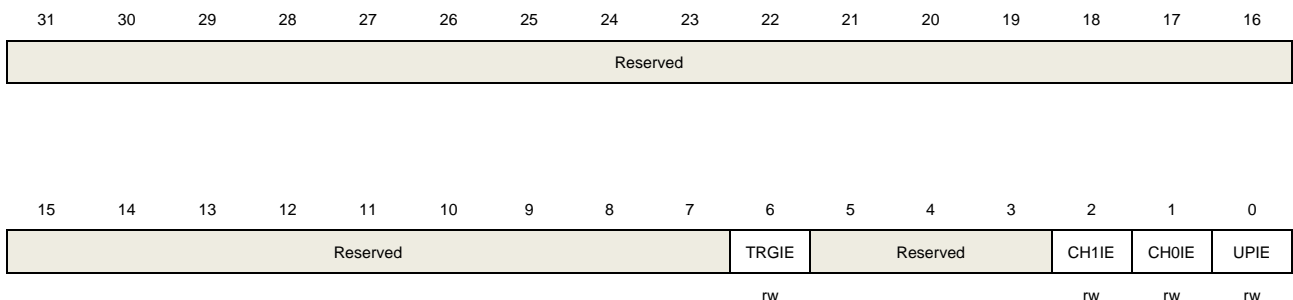 31 30 29 28 27 26 25 24 23 22 21 20 19 18 17 16
Reserved
15 14 13 12 11 10 9 8 7 6 5 4 3 2 1 0
Reserved TRGIE Reserved CH1IE CH0IE UPIE
rw rw rw rw